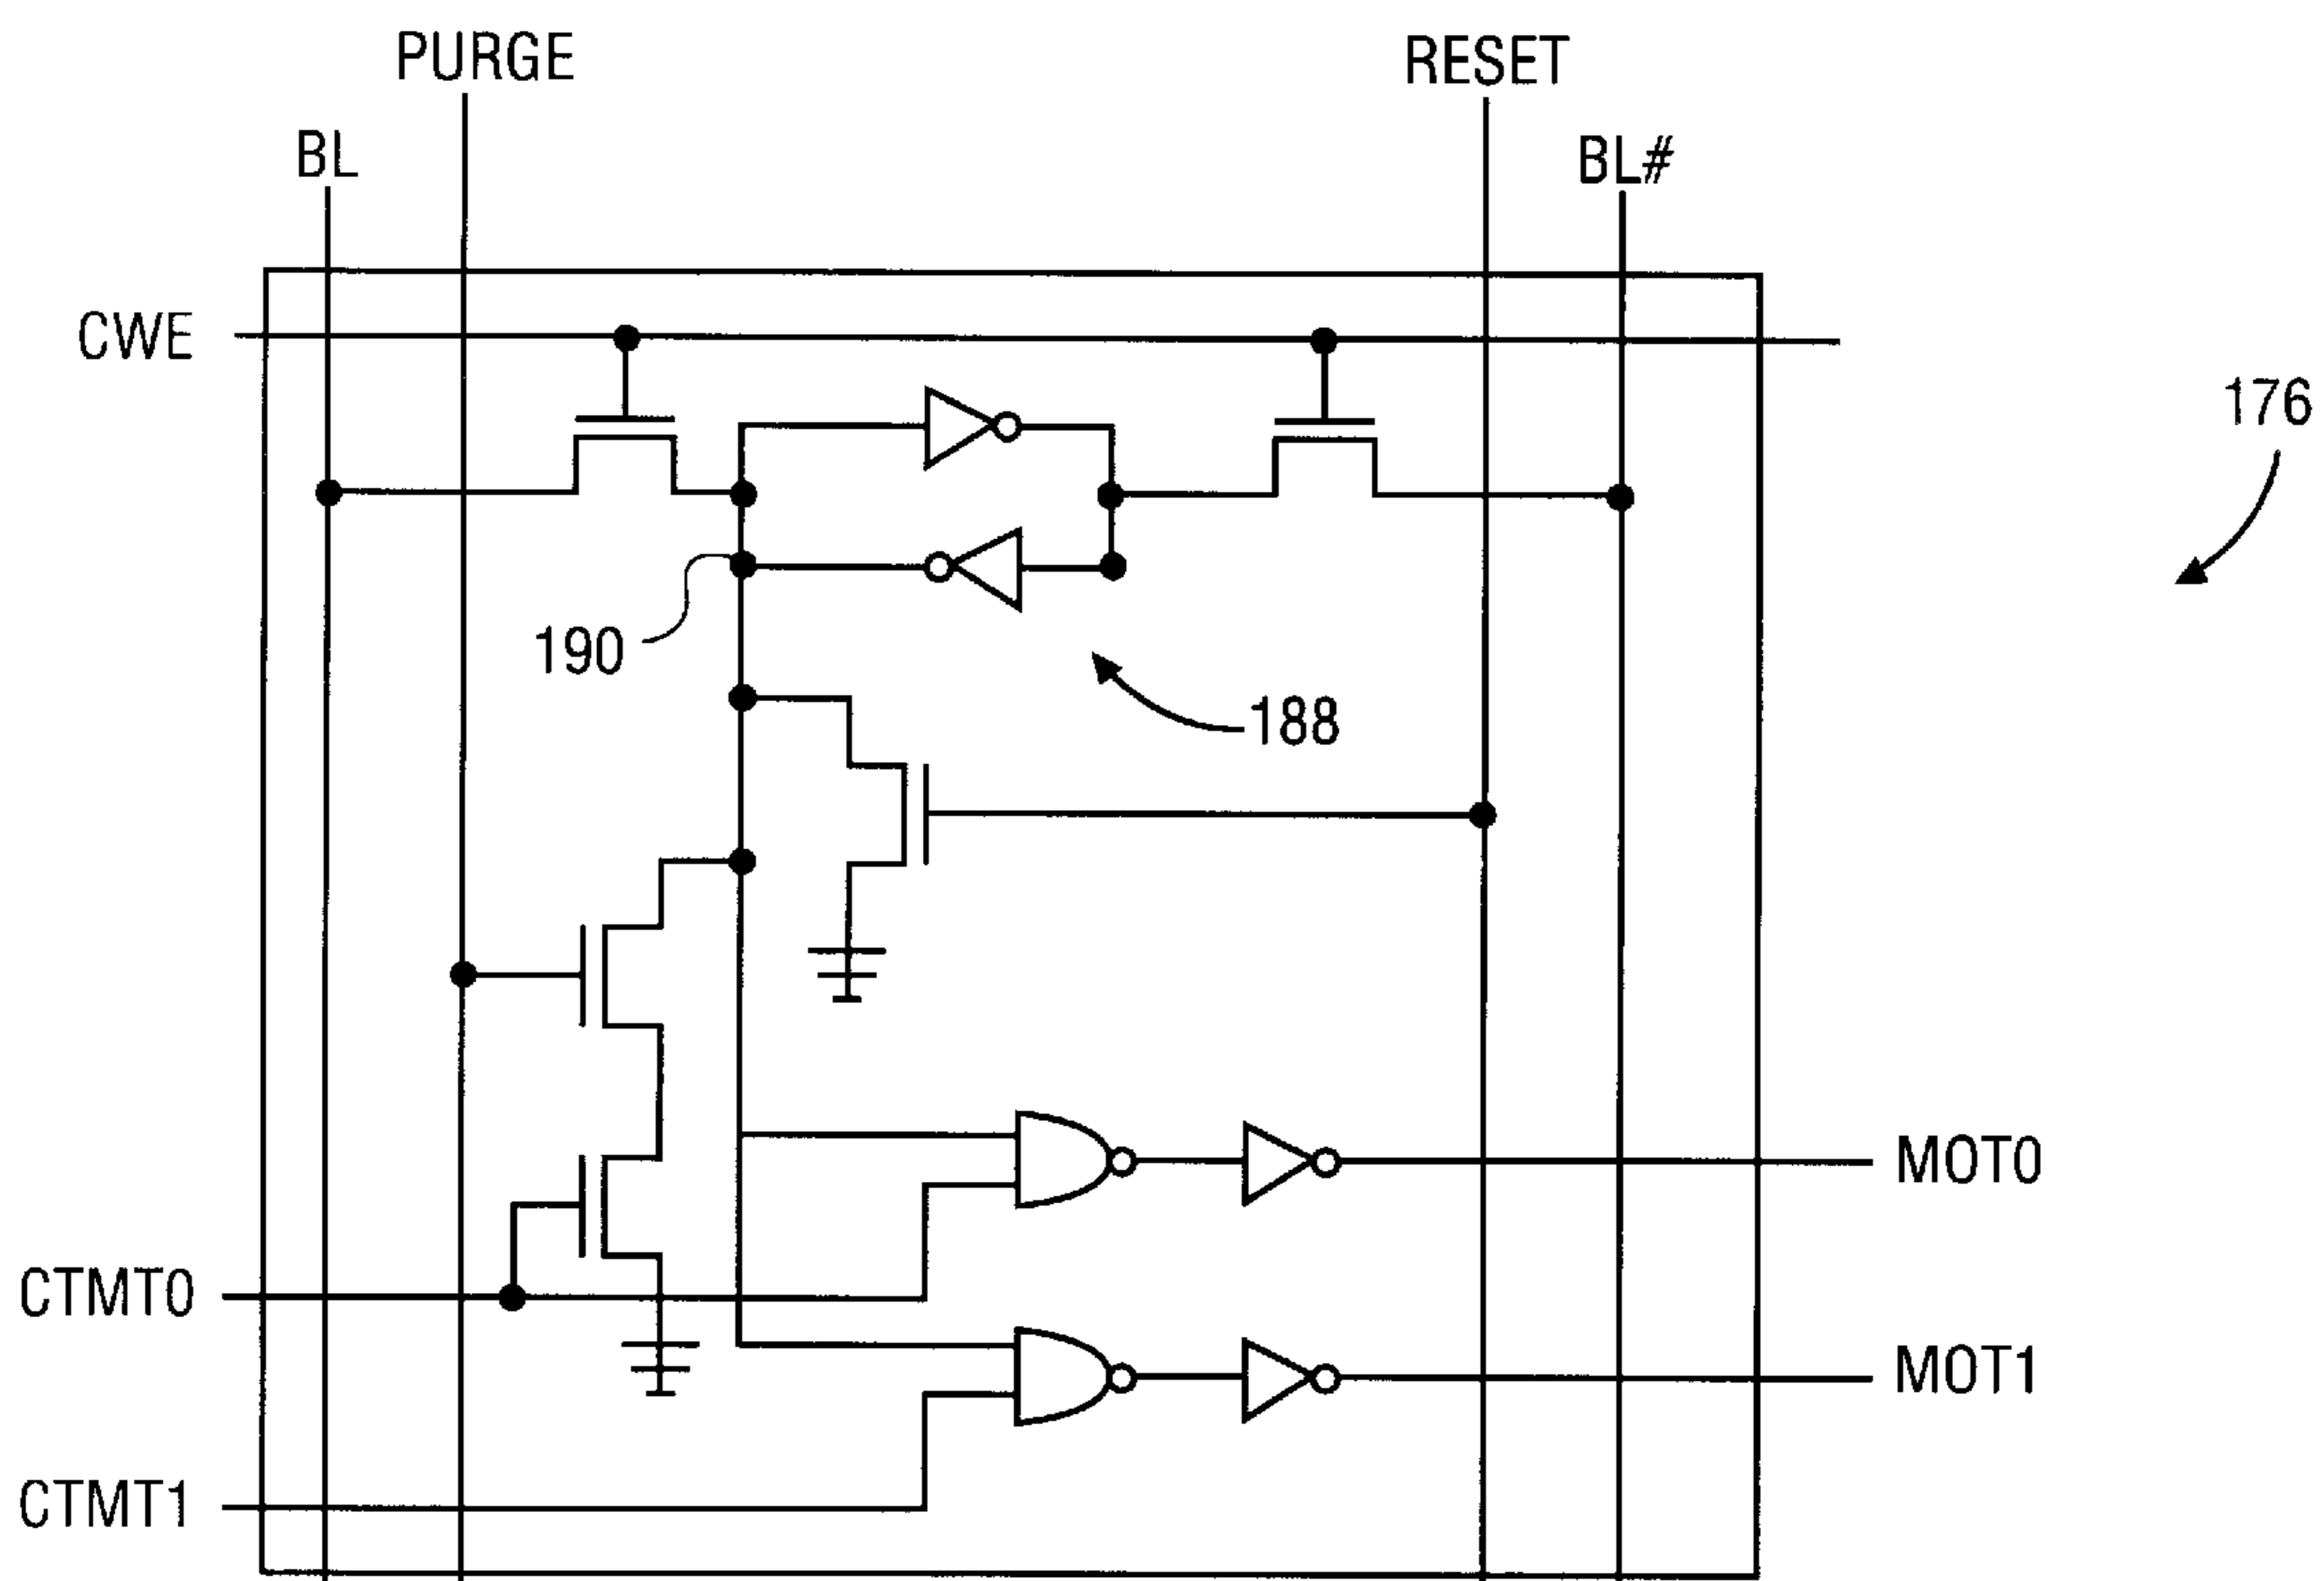 PURGE
RESET
BL
BL#
CWE
176
190
188
MOT0
CTMT0
MOT1
CTMT1